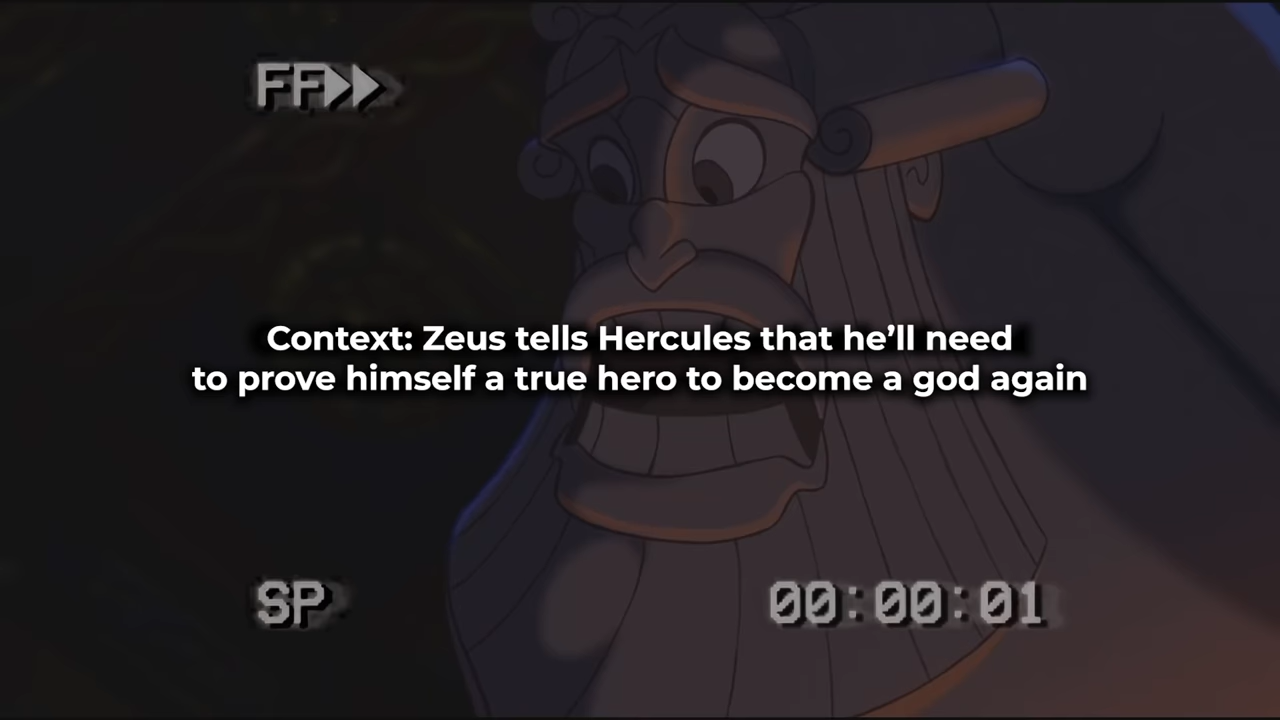 FF
Context: Zeus tells Hercules that he’ll need
to prove himself a true hero to become a god again
SP
00:00:01